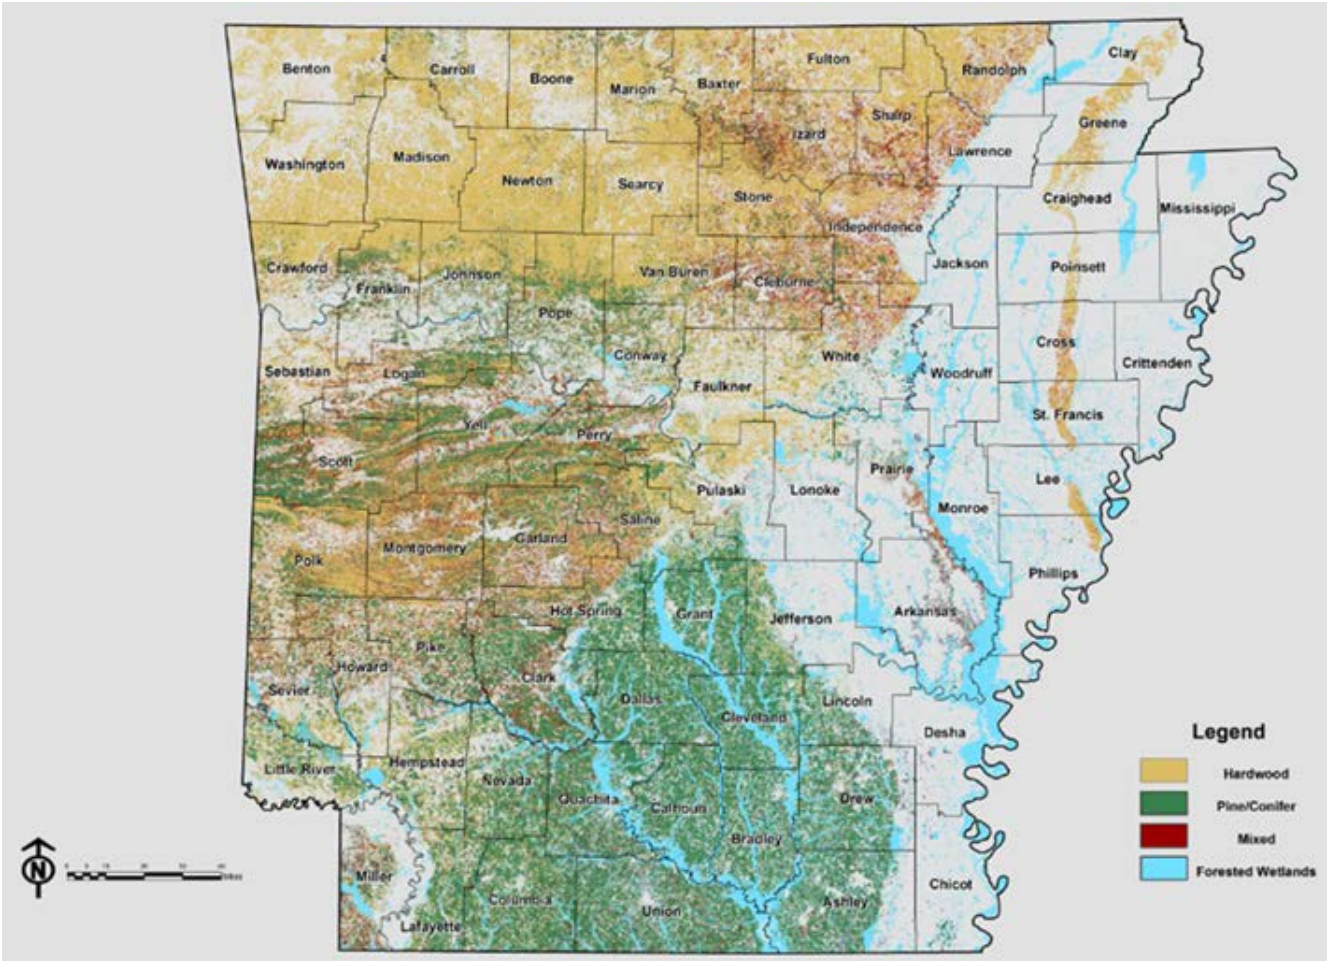 Benton
Carroll
Boone
Marion
Baxter
Fulton
Randolph
Clay
Sharp
Izard
Greene
Lawrence
Washington
Madison
Newton
Searcy
Stone
Craighead
Mississippi
Independence
Crawford
Franklin
Johnson
Van Buren
Cleburne
Jackson
Poinsett
Pope
Conway
White
Cross
Crittenden
Sebastian
Logan
Faulkner
Woodruff
St. Francis
Yell
Perry
Scott
Pulaski
Lonoke
Prairie
Lee
Monroe
Saline
Garland
Montgomery
Polk
Phillips
Hot Spring
Grant
Jefferson
Arkansas
Pike
Howard
Clark
Sevier
Dallas
Cleveland
Lincoln
Desha
Little River
Hempstead
Nevada
Ouachita
Calhoun
Drew
Bradley
Miller
Columbia
Union
Ashley
Chicot
Lafayette
Legend
Hardwood
Pine/Conifer
Mixed
Forested Wetlands
N
Miles